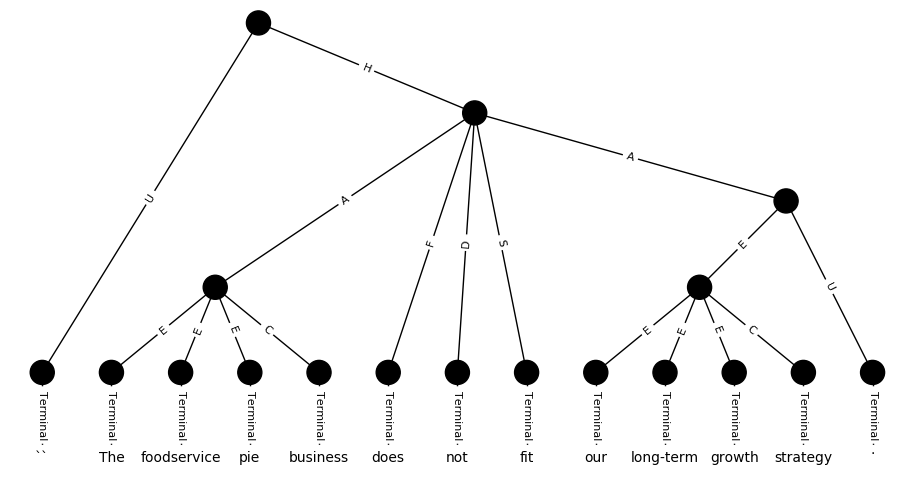 H
A
U
A
F
D
S
E
E
E
E
C
E
E
E
C
U
Terminal Terminal Terminal Terminal Terminal Terminal Terminal Terminal Terminal Terminal Terminal Terminal Terminal
`` The foodservice pie business does not fit our long-term growth strategy .